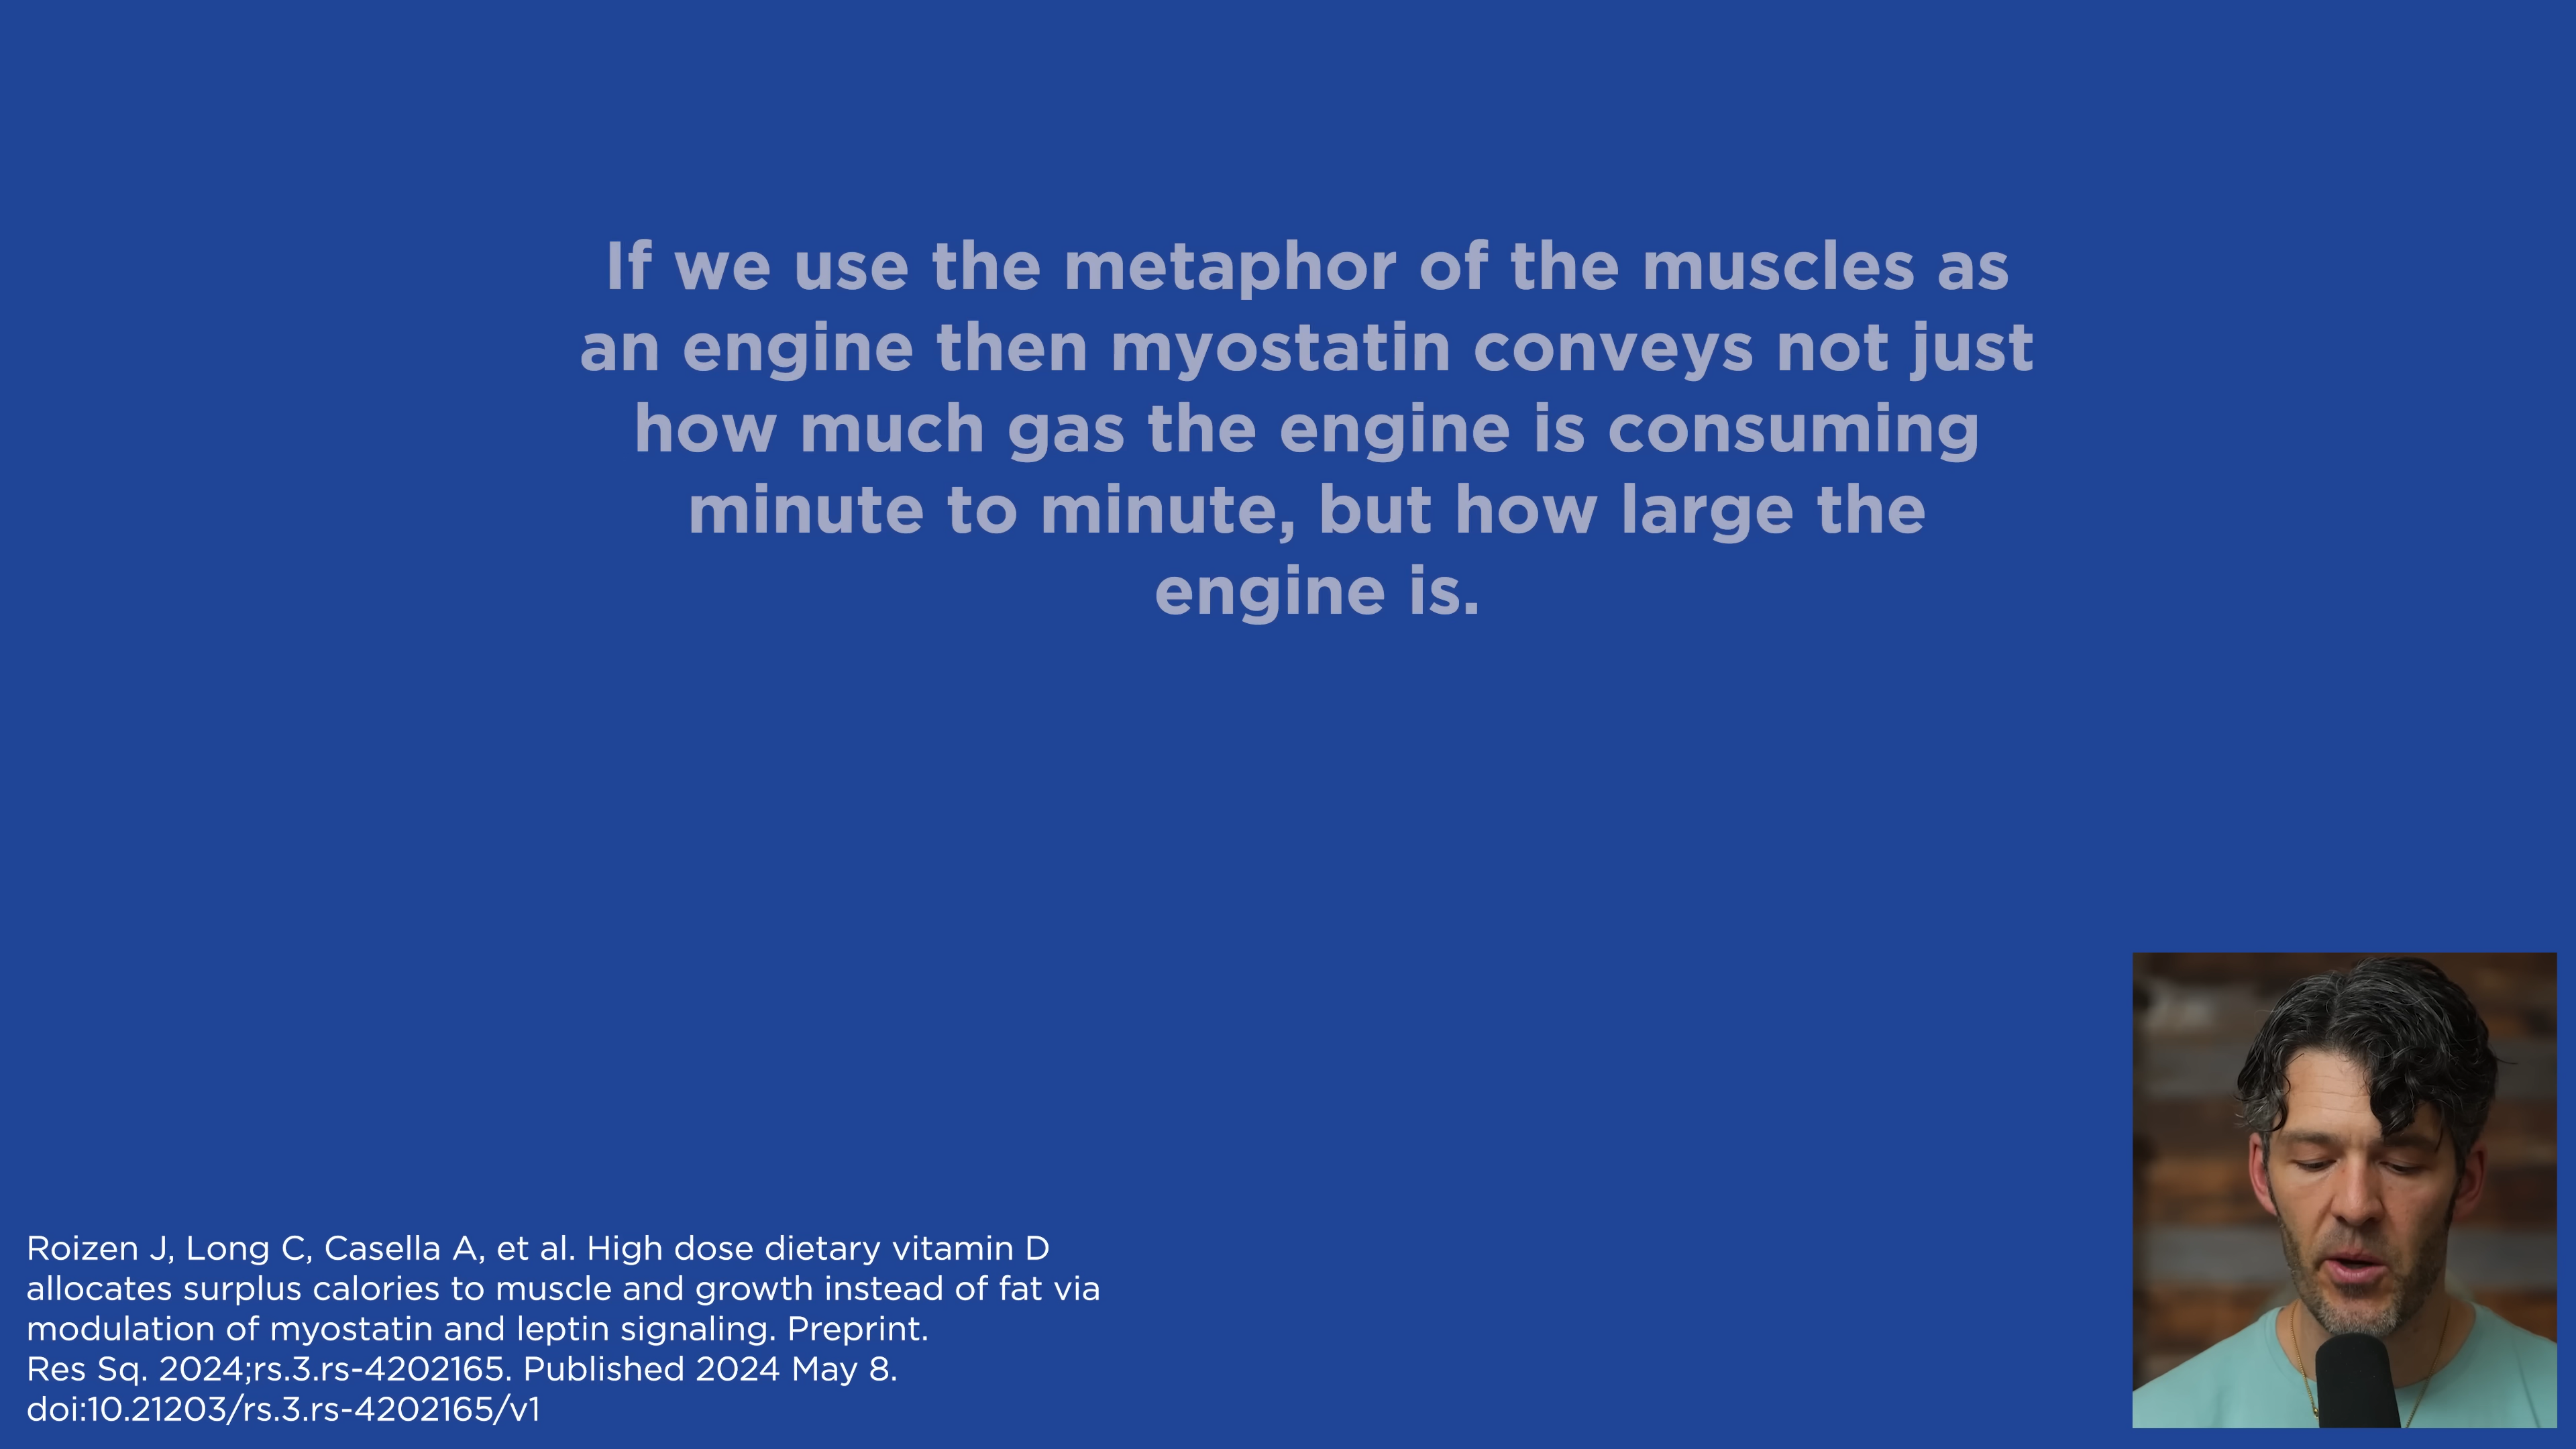 If we use the metaphor of the muscles as
an engine then myostatin conveys not just
how much gas the engine is consuming
minute to minute, but how large the
engine is.
Roizen J, Long C, Casella A, et al. High dose dietary vitamin D
allocates surplus calories to muscle and growth instead of fat via
modulation of myostatin and leptin signaling. Preprint.
Res Sq. 2024;rs.3.rs-4202165. Published 2024 May 8.
doi:10.21203/rs.3.rs-4202165/v1